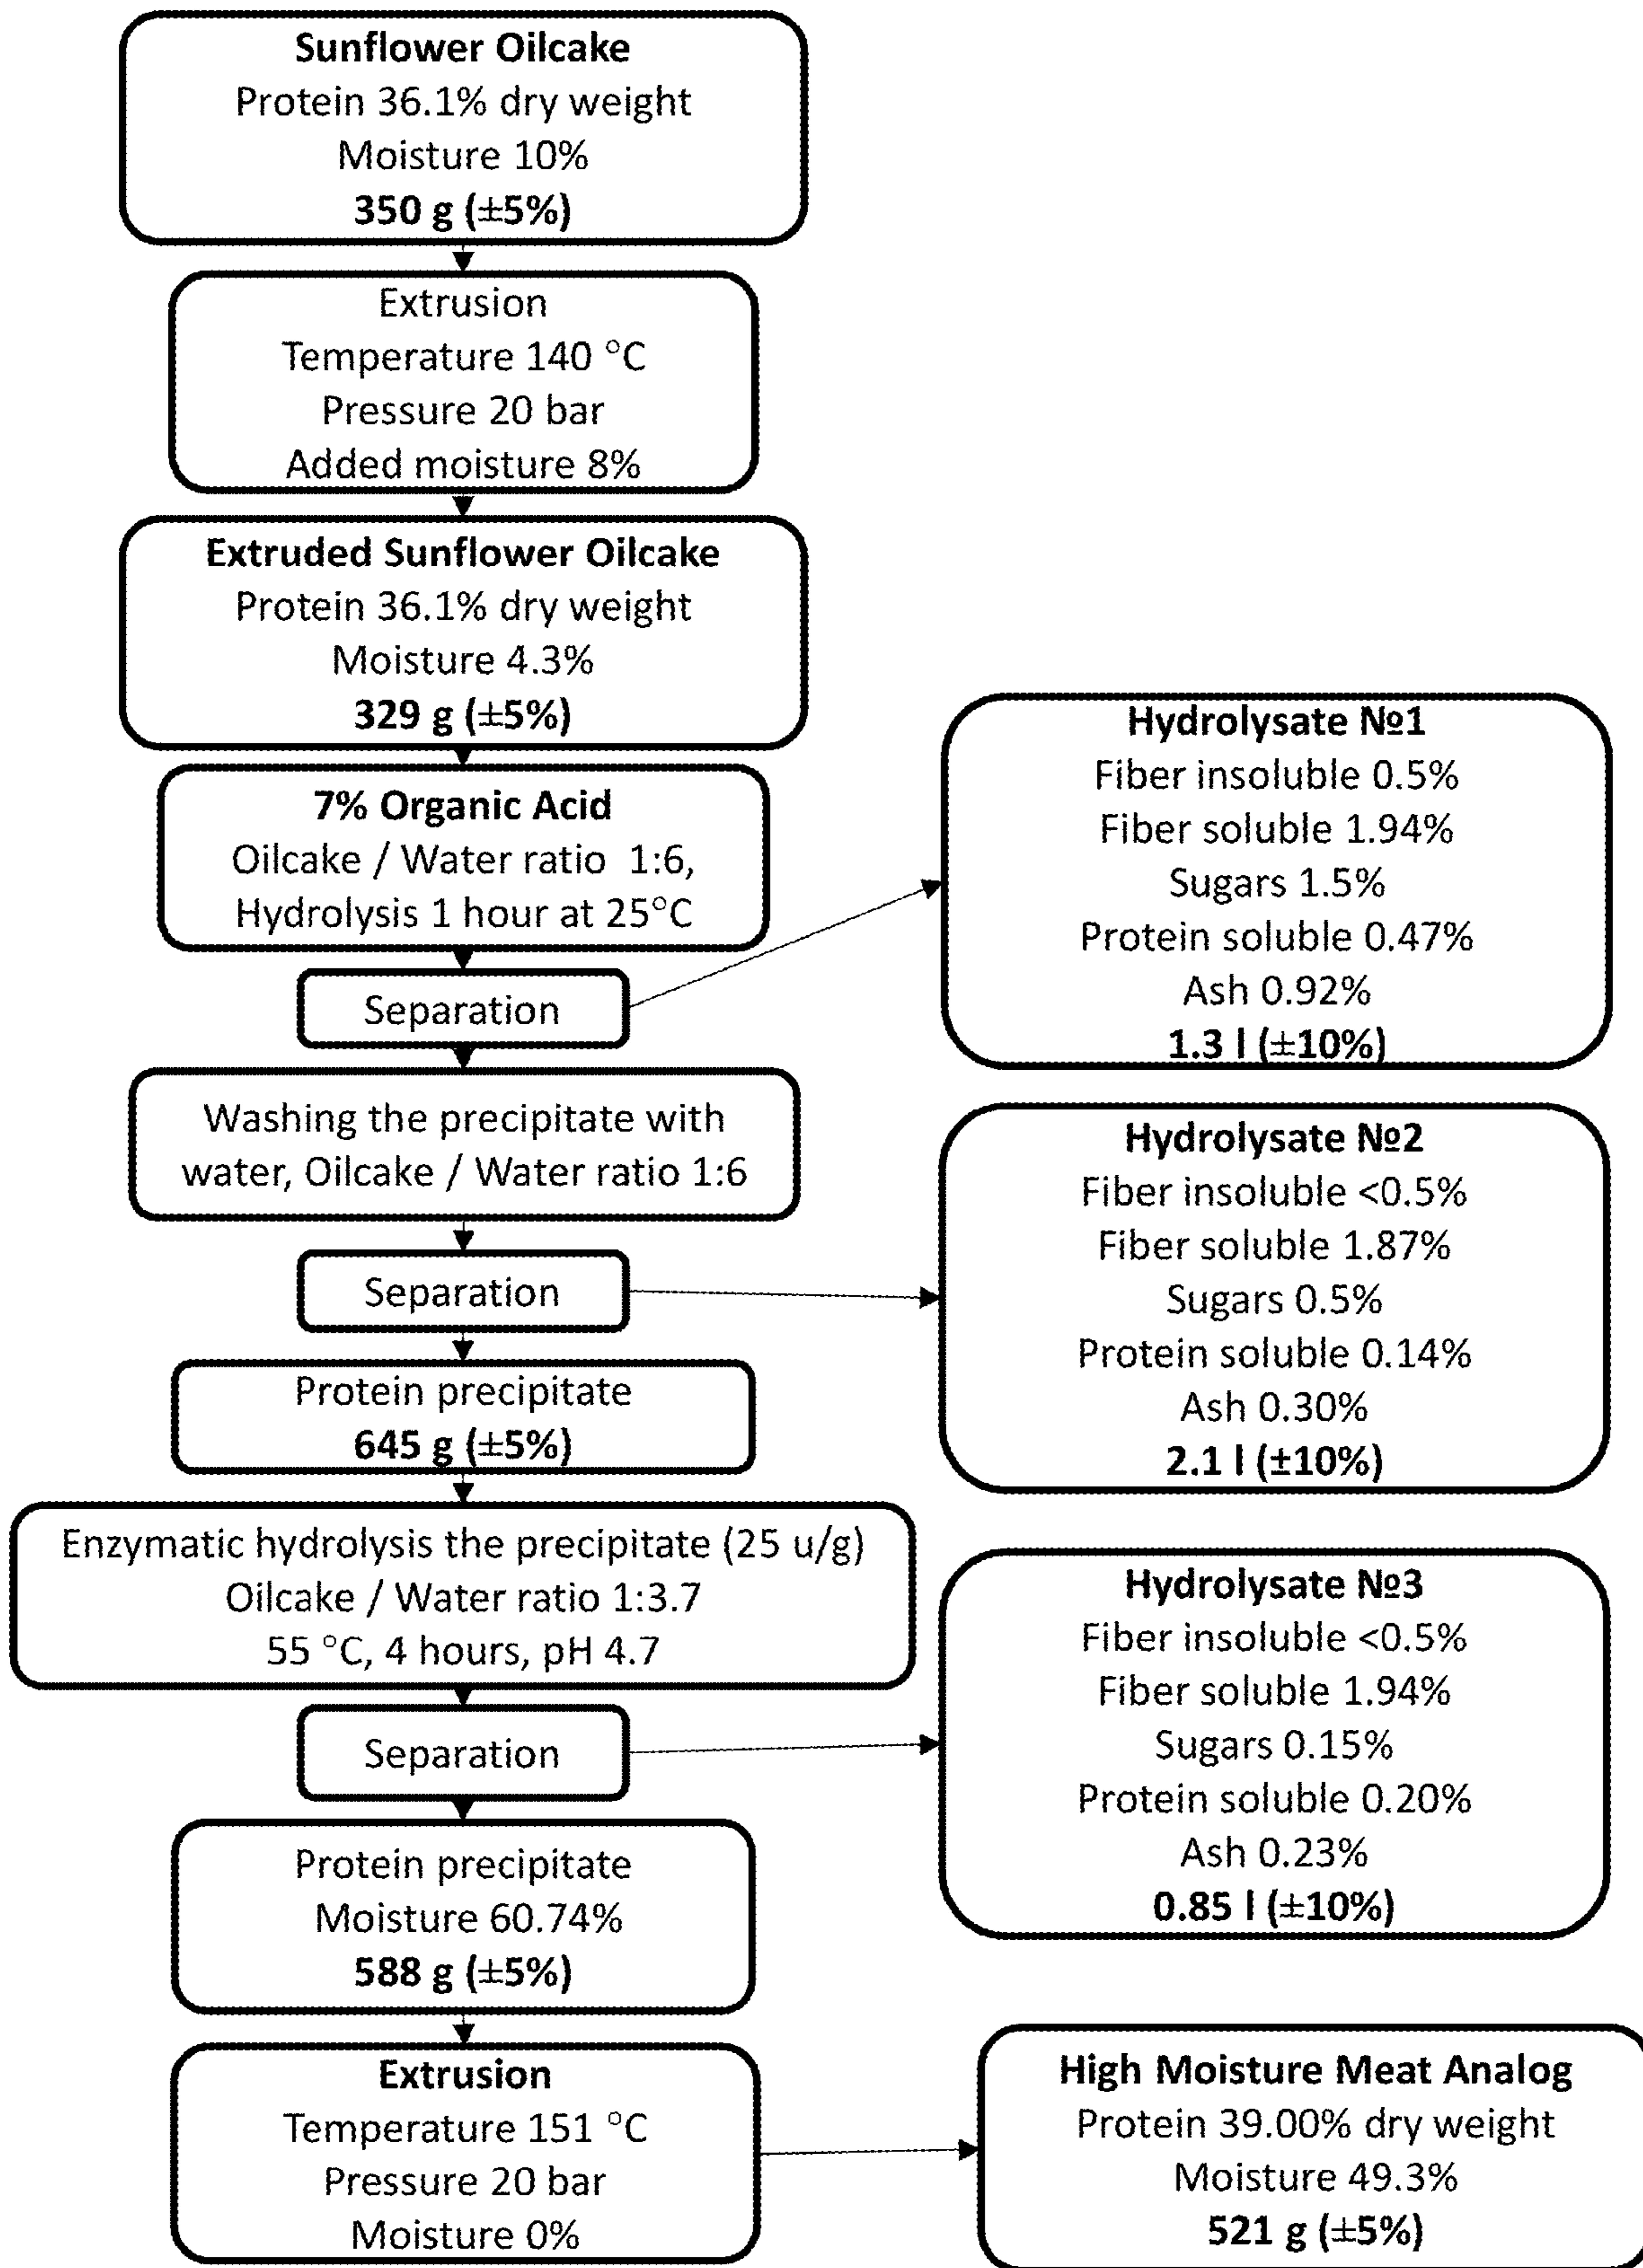 Sunflower Oilcake
Protein 36.1% dry weight
Moisture 10%
350 g (±5%)
Extrusion
Temperature 140 °C
Pressure 20 bar
Added moisture 8%
Extruded Sunflower Oilcake
Protein 36.1% dry weight
Moisture 4.3%
329 g (±5%)
7% Organic Acid
Oilcake / Water ratio 1:6,
Hydrolysis 1 hour at 25°C
Separation
Hydrolysate №1
Fiber insoluble 0.5%
Fiber soluble 1.94%
Sugars 1.5%
Protein soluble 0.47%
Ash 0.92%
1.3 l (±10%)
Washing the precipitate with
water, Oilcake / Water ratio 1:6
Separation
Hydrolysate №2
Fiber insoluble <0.5%
Fiber soluble 1.87%
Sugars 0.5%
Protein soluble 0.14%
Ash 0.30%
2.1 l (±10%)
Protein precipitate
645 g (±5%)
Enzymatic hydrolysis the precipitate (25 u/g)
Oilcake / Water ratio 1:3.7
55 °C, 4 hours, pH 4.7
Separation
Hydrolysate №3
Fiber insoluble <0.5%
Fiber soluble 1.94%
Sugars 0.15%
Protein soluble 0.20%
Ash 0.23%
0.85 l (±10%)
Protein precipitate
Moisture 60.74%
588 g (±5%)
Extrusion
Temperature 151 °C
Pressure 20 bar
Moisture 0%
High Moisture Meat Analog
Protein 39.00% dry weight
Moisture 49.3%
521 g (±5%)